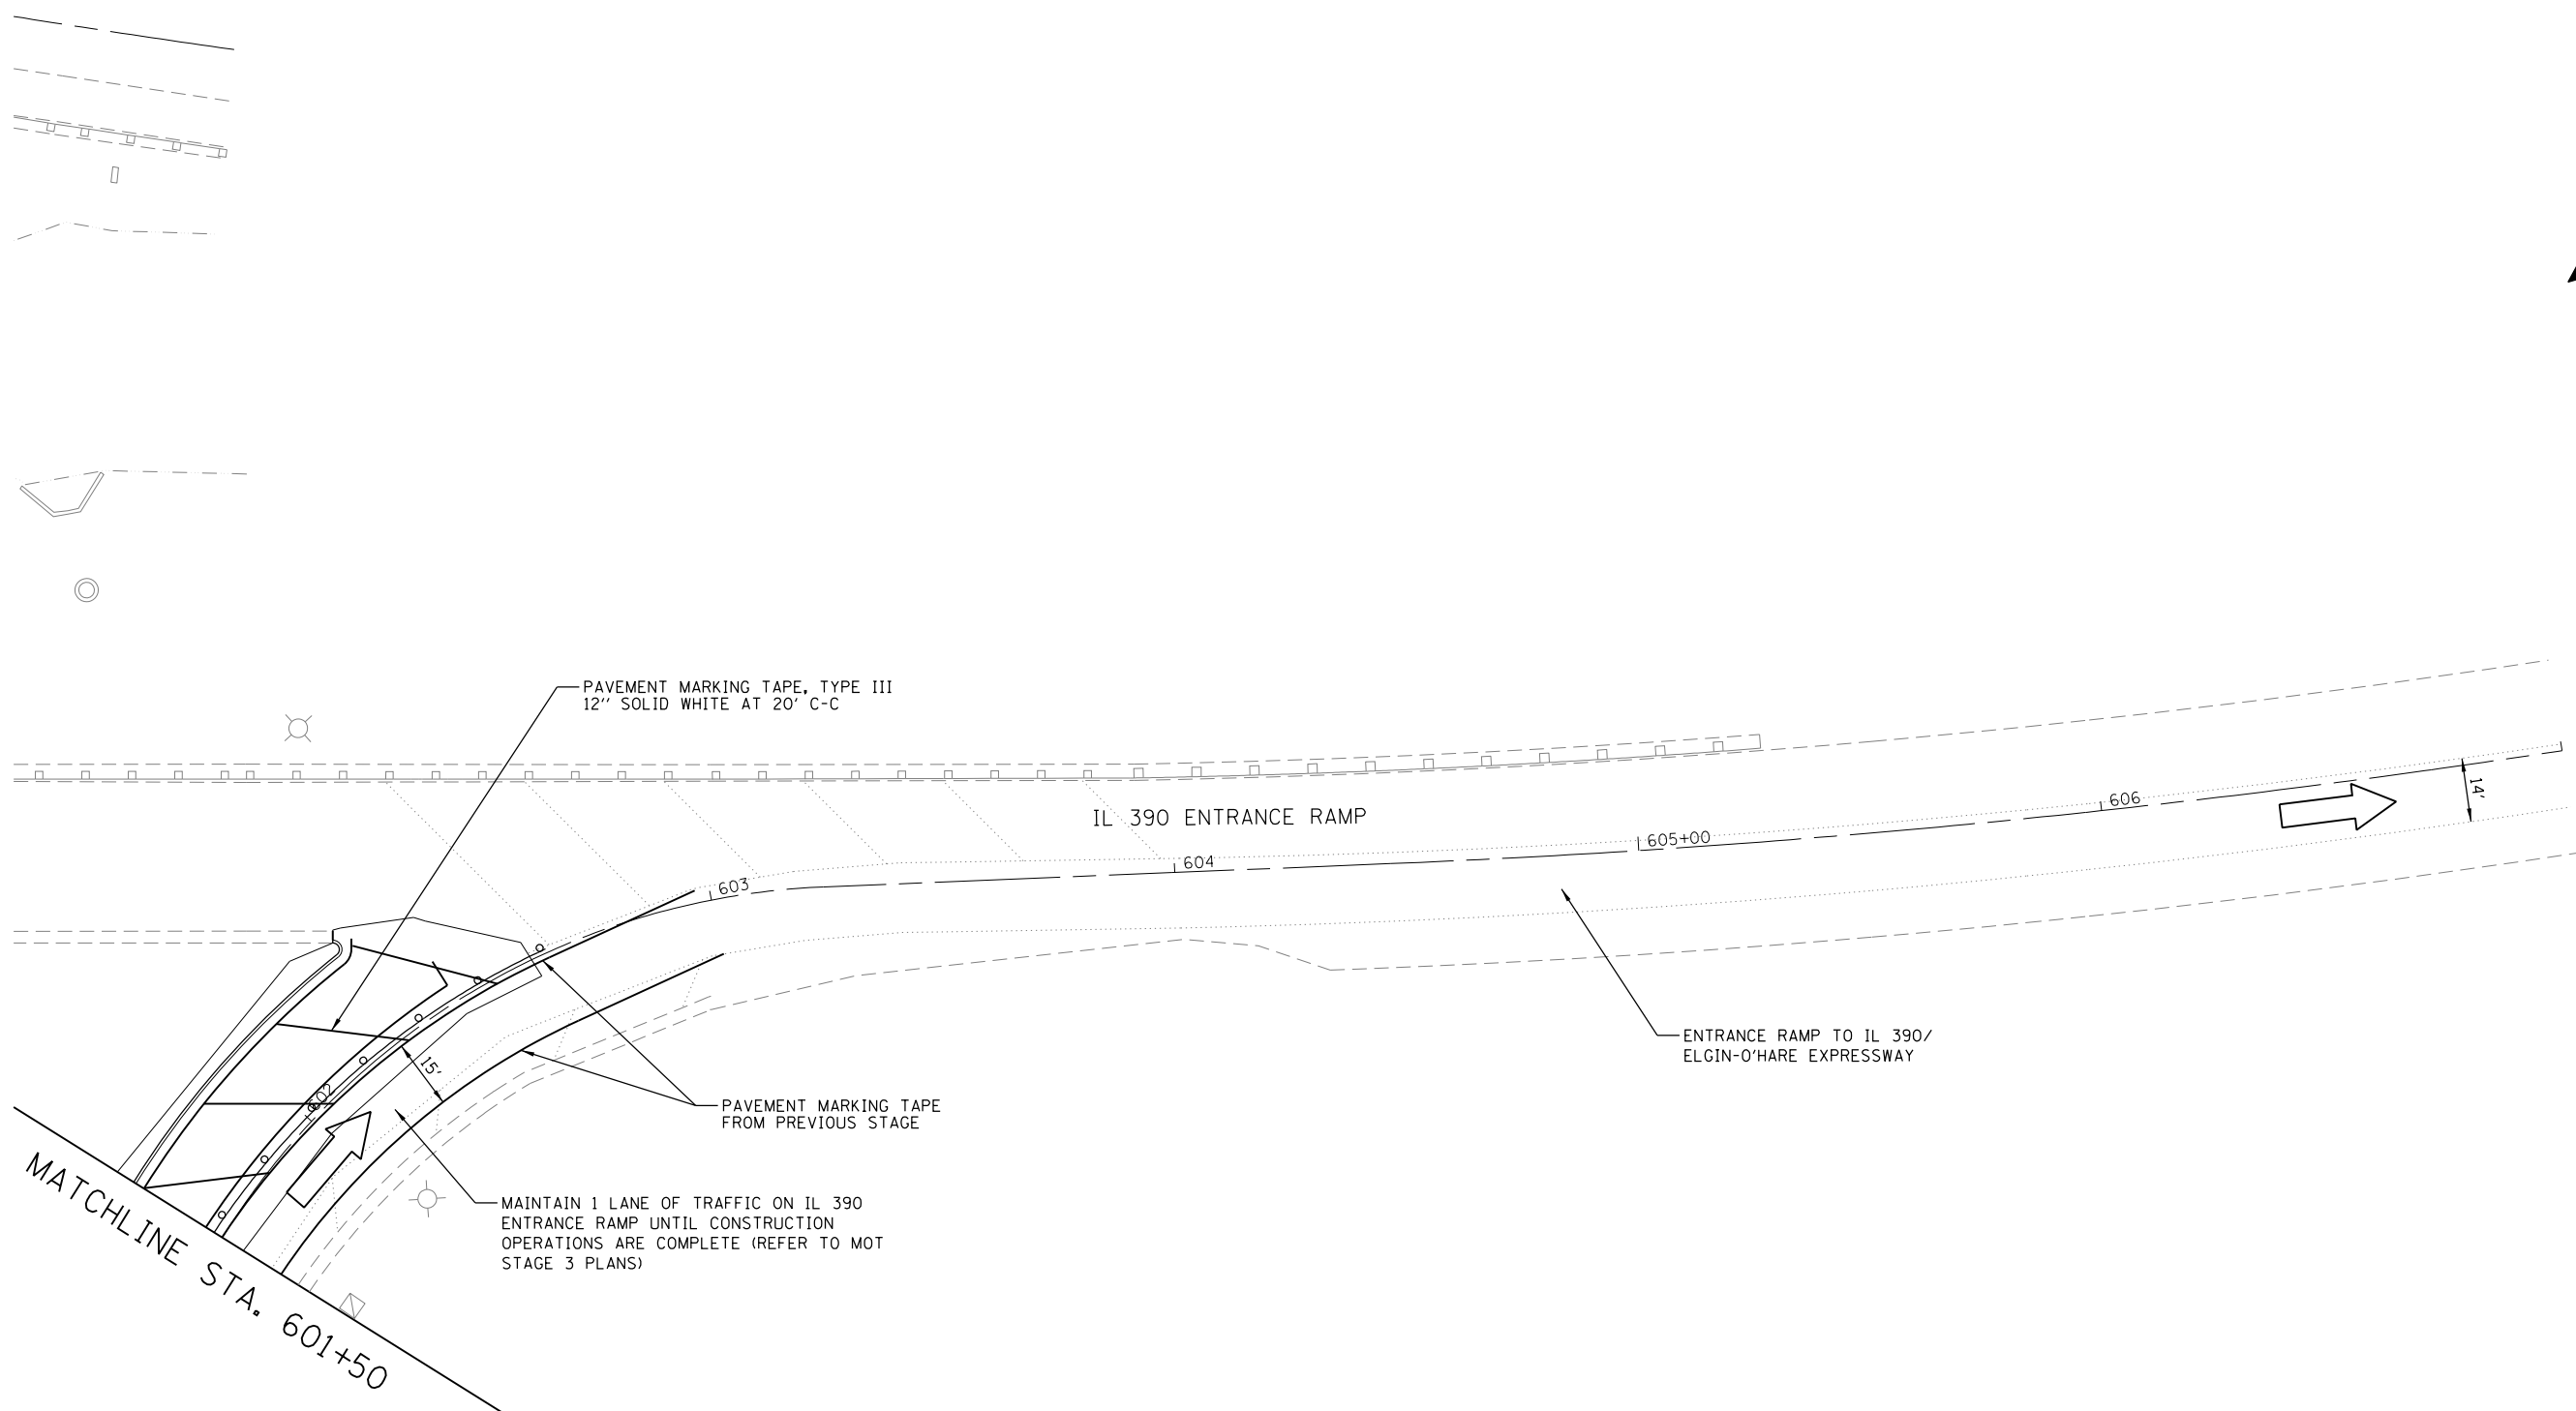 PAVEMENT MARKING TAPE, TYPE III
12'' SOLID WHITE AT 20' C-C
IL 390 ENTRANCE RAMP
606
14'
605+00
604
603
ENTRANCE RAMP TO IL 390/
ELGIN-O'HARE EXPRESSWAY
15'
602
PAVEMENT MARKING TAPE
FROM PREVIOUS STAGE
MAINTAIN 1 LANE OF TRAFFIC ON IL 390
ENTRANCE RAMP UNTIL CONSTRUCTION
OPERATIONS ARE COMPLETE (REFER TO MOT
STAGE 3 PLANS)
MATCHLINE STA. 601+50